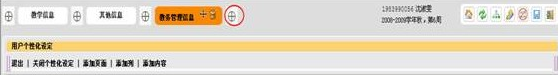 教学信息 其他信息 教务管理信息
1982990056 沈淑雯
2008-2009学年秋，第6周
用户个性化设定
退出 | 关闭个性化设定 | 添加页面 | 添加列 | 添加内容